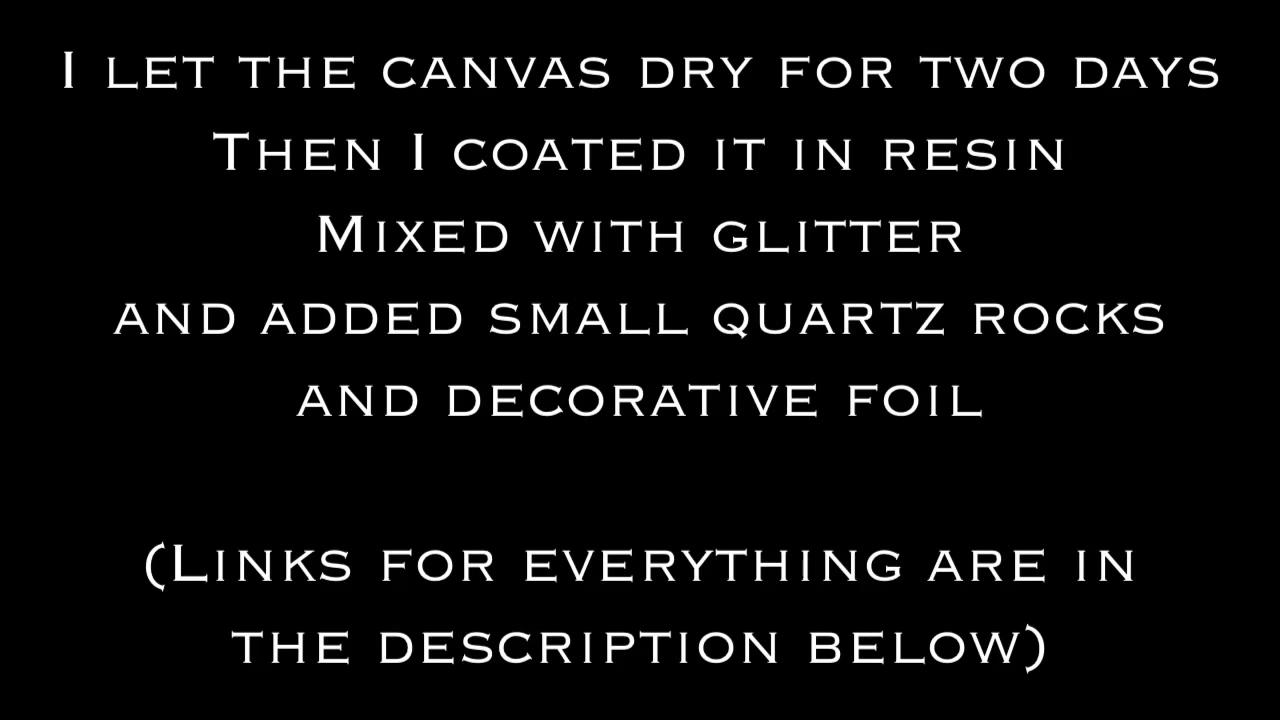 I LET THE CANVAS DRY FOR TWO DAYS
THEN I COATED IT IN RESIN
MIXED WITH GLITTER
AND ADDED SMALL QUARTZ ROCKS
AND DECORATIVE FOIL
(LINKS FOR EVERYTHING ARE IN
THE DESCRIPTION BELOW)